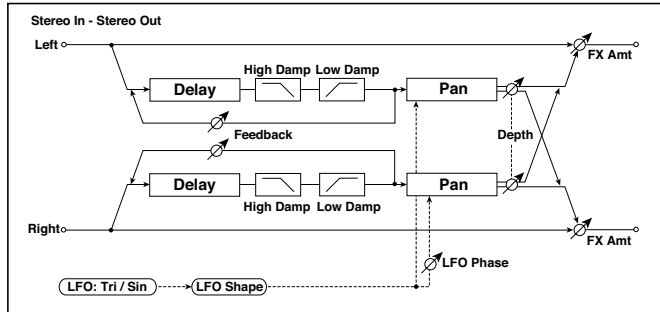 Stereo In - Stereo Out
Left
FX Amt
High Damp Low Damp
Delay
Pan
Feedback
Depth
Delay
Pan
High Damp Low Damp
Right
FX Amt
LFO Phase
LFO: Tri / Sin
LFO Shape